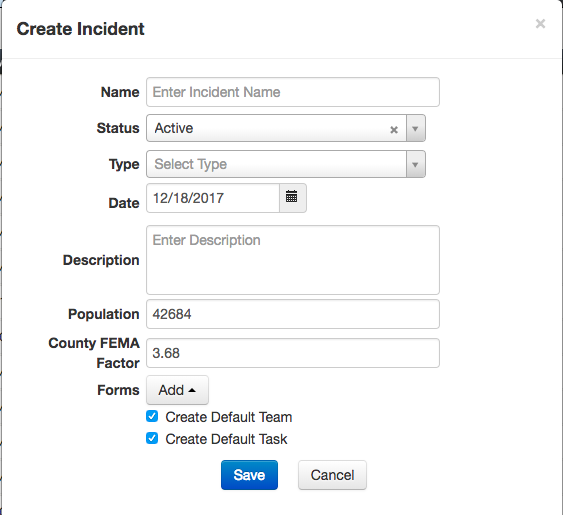 Create Incident ×
Name Enter Incident Name
Status Active ×
Type Select Type
Date 12/18/2017
Enter Description
Description
Population 42684
County FEMA
Factor 3.68
Forms Add
Create Default Team
Create Default Task
Save Cancel